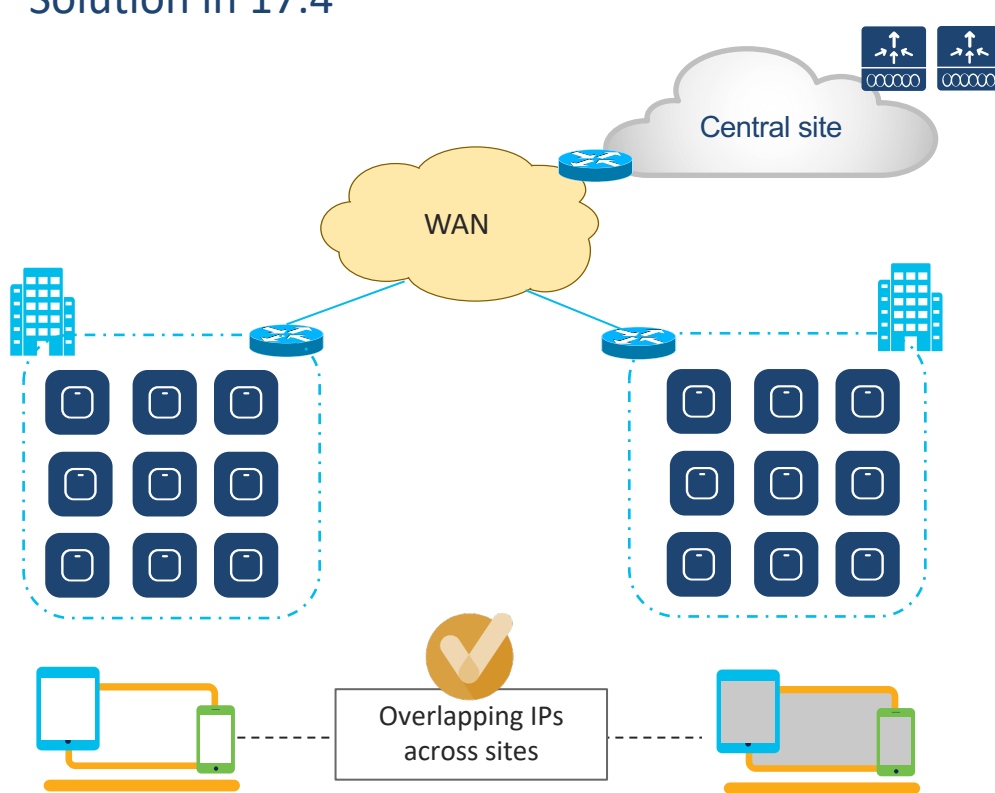 Solution in 17.4
Central site
WAN
Overlapping IPs
across sites